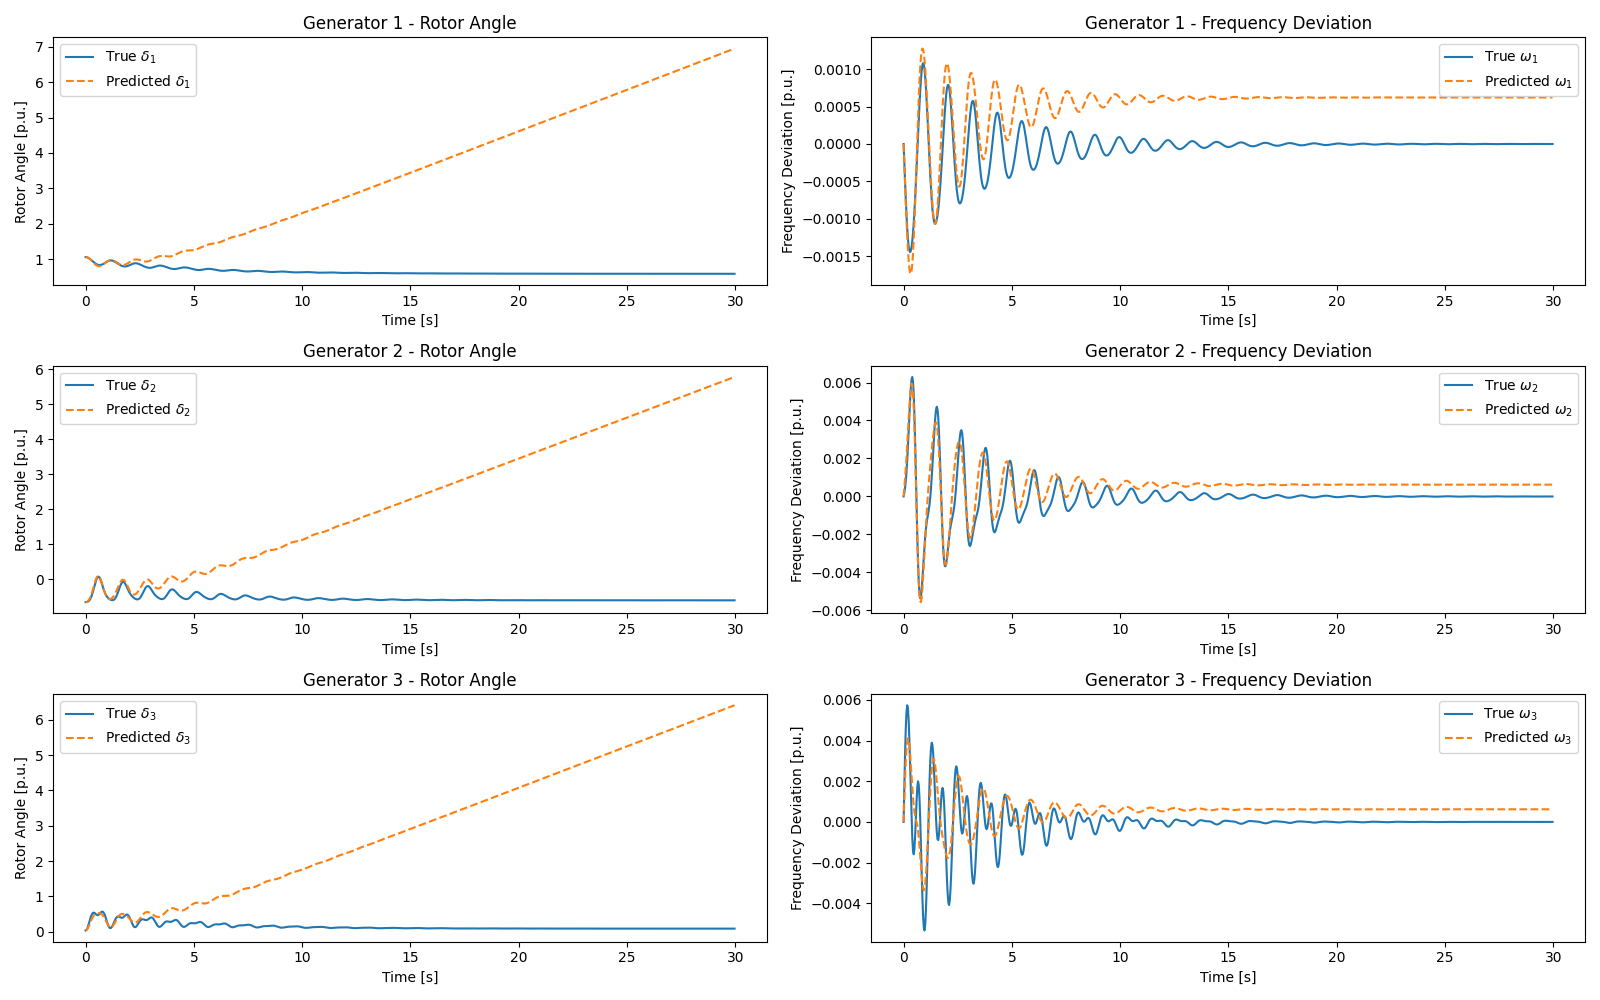 Generator 1 - Rotor Angle
Rotor Angle [p.u.]
7
6
5
4
3
2
1
True δ1
Predicted δ1
0 5 10 15 20 25 30
Time [s]
Generator 1 - Frequency Deviation
Frequency Deviation [p.u.]
0.0010
0.0005
0.0000
−0.0005
−0.0010
−0.0015
True ω1
Predicted ω1
0 5 10 15 20 25 30
Time [s]
Generator 2 - Rotor Angle
Rotor Angle [p.u.]
6
5
4
3
2
1
0
True δ2
Predicted δ2
0 5 10 15 20 25 30
Time [s]
Generator 2 - Frequency Deviation
Frequency Deviation [p.u.]
0.006
0.004
0.002
0.000
−0.002
−0.004
−0.006
True ω2
Predicted ω2
0 5 10 15 20 25 30
Time [s]
Generator 3 - Rotor Angle
Rotor Angle [p.u.]
6
5
4
3
2
1
0
True δ3
Predicted δ3
0 5 10 15 20 25 30
Time [s]
Generator 3 - Frequency Deviation
Frequency Deviation [p.u.]
0.006
0.004
0.002
0.000
−0.002
−0.004
True ω3
Predicted ω3
0 5 10 15 20 25 30
Time [s]